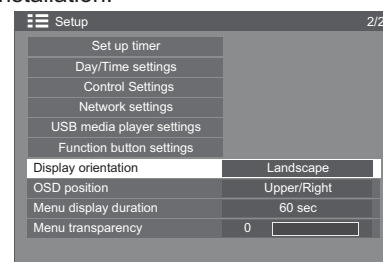 nstallation.
Setup 2/2
Set up timer
Day/Time settings
Control Settings
Network settings
USB media player settings
Function button settings
Display orientation Landscape
OSD position Upper/Right
Menu display duration 60 sec
Menu transparency 0